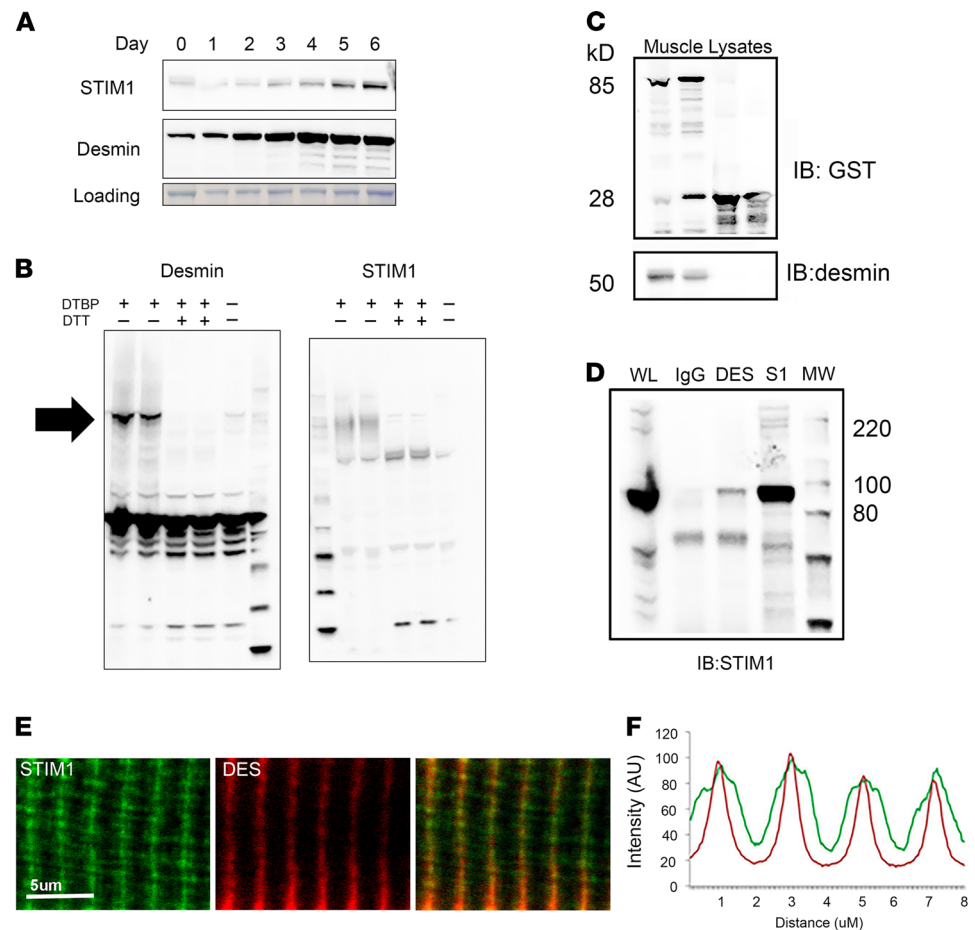 A
Day 0 1 2 3 4 5 6
STIM1
Desmin
Loading
B
Desmin STIM1
DTBP + + + + − + + + + −
DTT − − + + − − − + + −
C
kD Muscle Lysates
85
28
IB: GST
50
IB:desmin
D
WL IgG DES S1 MW
220
100
80
IB:STIM1
E
STIM1 DES
5um
F
Intensity (AU)
120
100
80
60
40
20
0
1 2 3 4 5 6 7 8
Distance (uM)